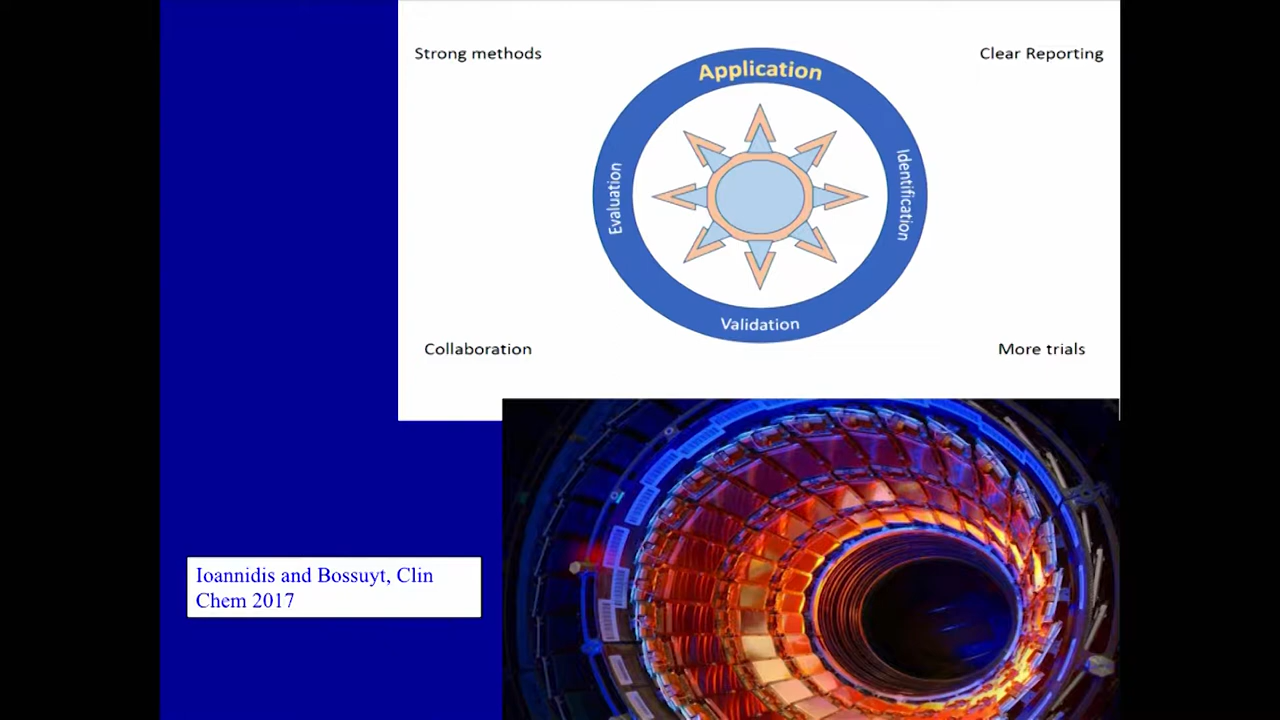 Strong methods
Clear Reporting
Application
Evaluation
Identification
Validation
Collaboration
More trials
Ioannidis and Bossuyt, Clin
Chem 2017